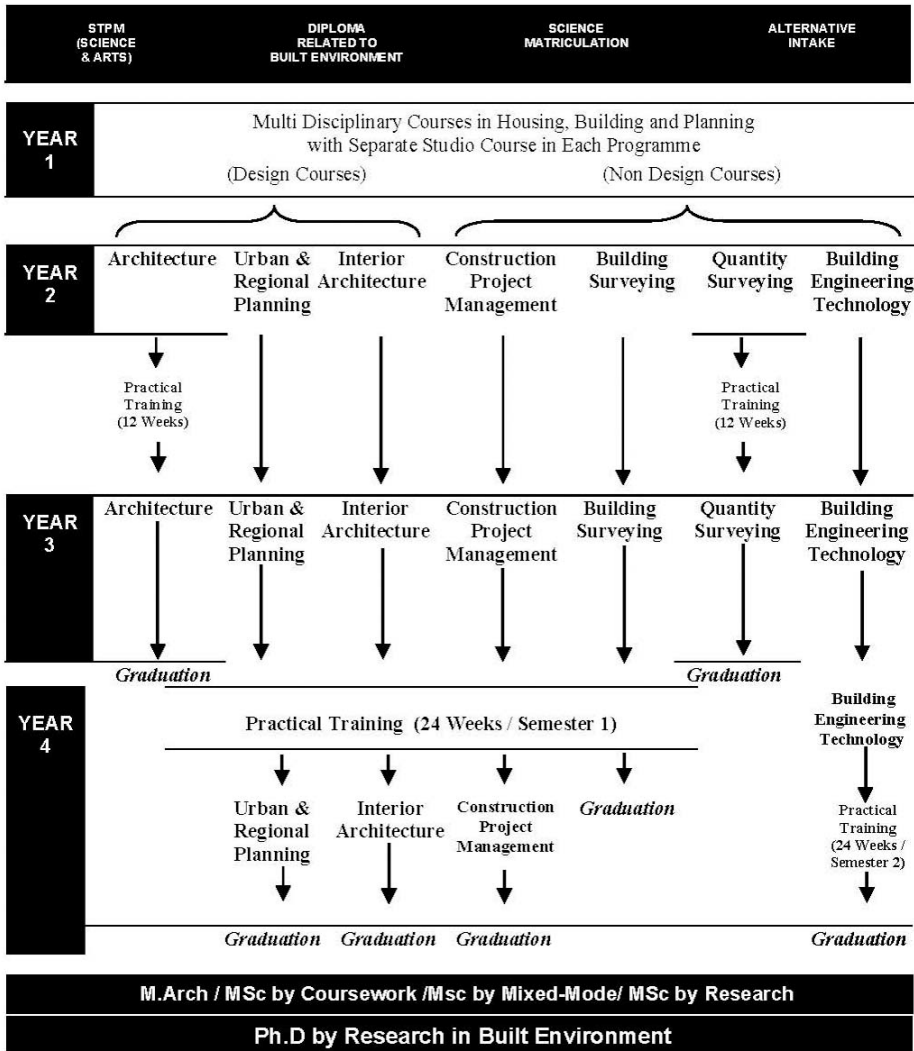 STPM
(SCIENCE
& ARTS)
DIPLOMA
RELATED TO
BUILT ENVIRONMENT
SCIENCE
MATRICULATION
ALTERNATIVE
INTAKE
YEAR
1
Multi Disciplinary Courses in Housing, Building and Planning
with Separate Studio Course in Each Programme
(Design Courses)
(Non Design Courses)
YEAR
2
Architecture
Urban &
Regional
Planning
Interior
Architecture
Construction
Project
Management
Building
Surveying
Quantity
Surveying
Building
Engineering
Technology
Practical
Training
(12 Weeks)
Practical
Training
(12 Weeks)
YEAR
3
Architecture
Urban &
Regional
Planning
Interior
Architecture
Construction
Project
Management
Building
Surveying
Quantity
Surveying
Building
Engineering
Technology
Graduation
Graduation
YEAR
4
Practical Training (24 Weeks / Semester 1)
Building
Engineering
Technology
Urban &
Regional
Planning
Interior
Architecture
Construction
Project
Management
Graduation
Practical
Training
(24 Weeks /
Semester 2)
Graduation
Graduation
Graduation
Graduation
M.Arch / MSc by Coursework /Msc by Mixed-Mode/ MSc by Research
Ph.D by Research in Built Environment